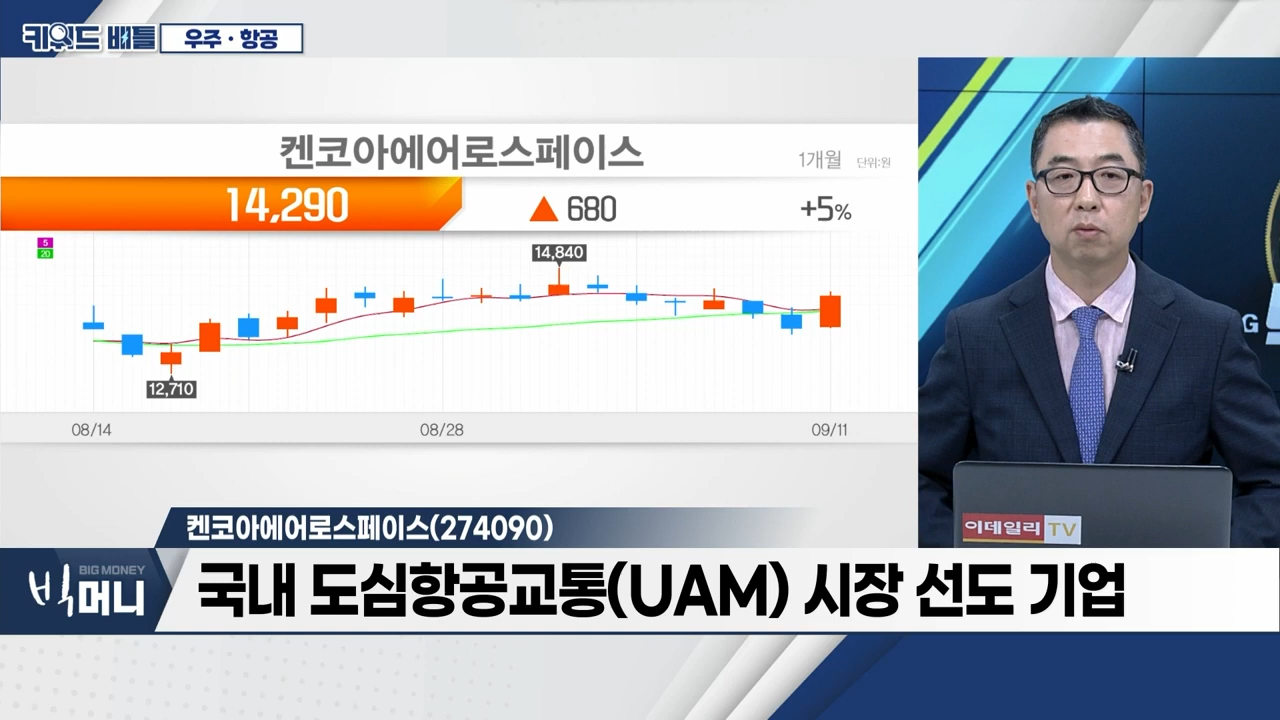 키워드 배틀
우주·항공
켄코아에어로스페이스
1개월 단위:원
14,290 ▲ 680 +5%
5
20
14,840
12,710
08/14 08/28 09/11
G
이데일리TV
켄코아에어로스페이스(274090)
BIG MONEY
빅머니
국내 도심항공교통(UAM) 시장 선도 기업